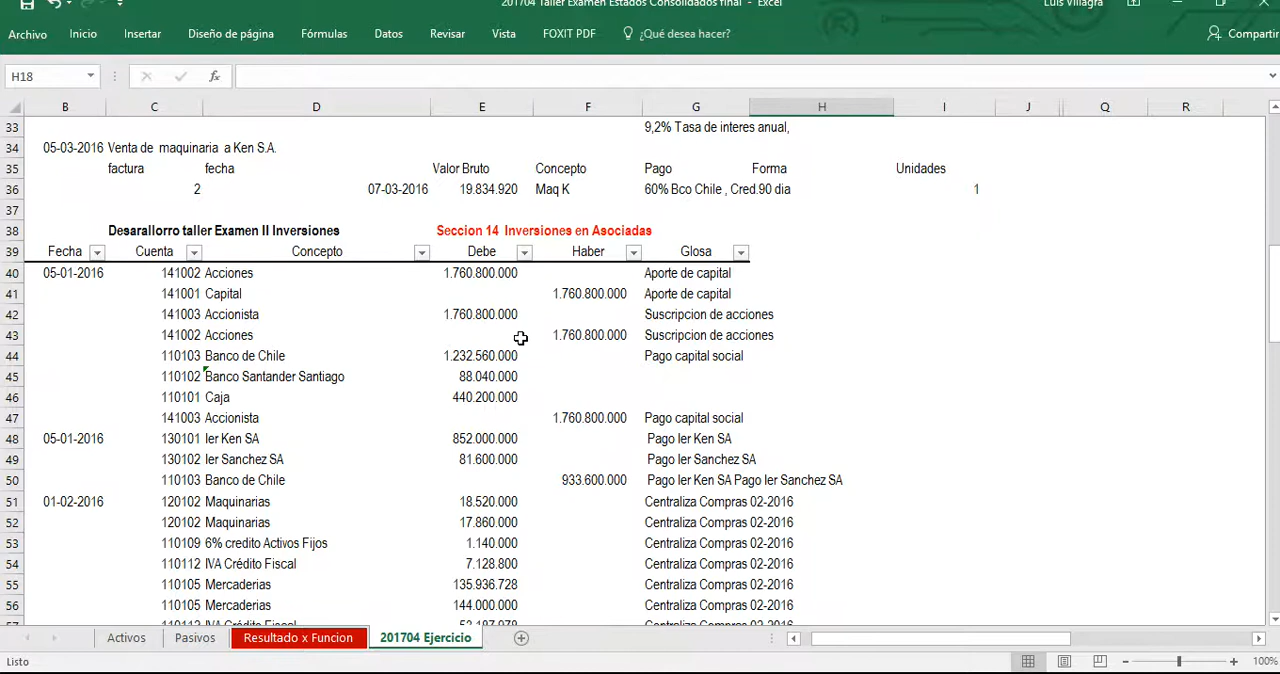 201704 Taller Examen Estados Consolidados final - Excel
Luis Villagra
Archivo Inicio Insertar Diseño de página Fórmulas Datos Revisar Vista FOXIT PDF ¿Qué desea hacer? Compartir
H18 fx
B C D E F G H I J Q R
33 9,2% Tasa de interes anual,
34 05-03-2016 Venta de maquinaria a Ken S.A.
35 factura fecha Valor Bruto Concepto Pago Forma Unidades
36 2 07-03-2016 19.834.920 Maq K 60% Bco Chile , Cred.90 dia 1
37
38 Desarallorro taller Examen II Inversiones Seccion 14 Inversiones en Asociadas
39 Fecha Cuenta Concepto Debe Haber Glosa
40 05-01-2016 141002 Acciones 1.760.800.000 Aporte de capital
41 141001 Capital 1.760.800.000 Aporte de capital
42 141003 Accionista 1.760.800.000 Suscripcion de acciones
43 141002 Acciones 1.760.800.000 Suscripcion de acciones
44 110103 Banco de Chile 1.232.560.000 Pago capital social
45 110102 Banco Santander Santiago 88.040.000
46 110101 Caja 440.200.000
47 141003 Accionista 1.760.800.000 Pago capital social
48 05-01-2016 130101 Ier Ken SA 852.000.000 Pago Ier Ken SA
49 130102 Ier Sanchez SA 81.600.000 Pago Ier Sanchez SA
50 110103 Banco de Chile 933.600.000 Pago Ier Ken SA Pago Ier Sanchez SA
51 01-02-2016 120102 Maquinarias 18.520.000 Centraliza Compras 02-2016
52 120102 Maquinarias 17.860.000 Centraliza Compras 02-2016
53 110109 6% credito Activos Fijos 1.140.000 Centraliza Compras 02-2016
54 110112 IVA Crédito Fiscal 7.128.800 Centraliza Compras 02-2016
55 110105 Mercaderias 135.936.728 Centraliza Compras 02-2016
56 110105 Mercaderias 144.000.000 Centraliza Compras 02-2016
Activos Pasivos Resultado x Funcion 201704 Ejercicio
Listo 100%